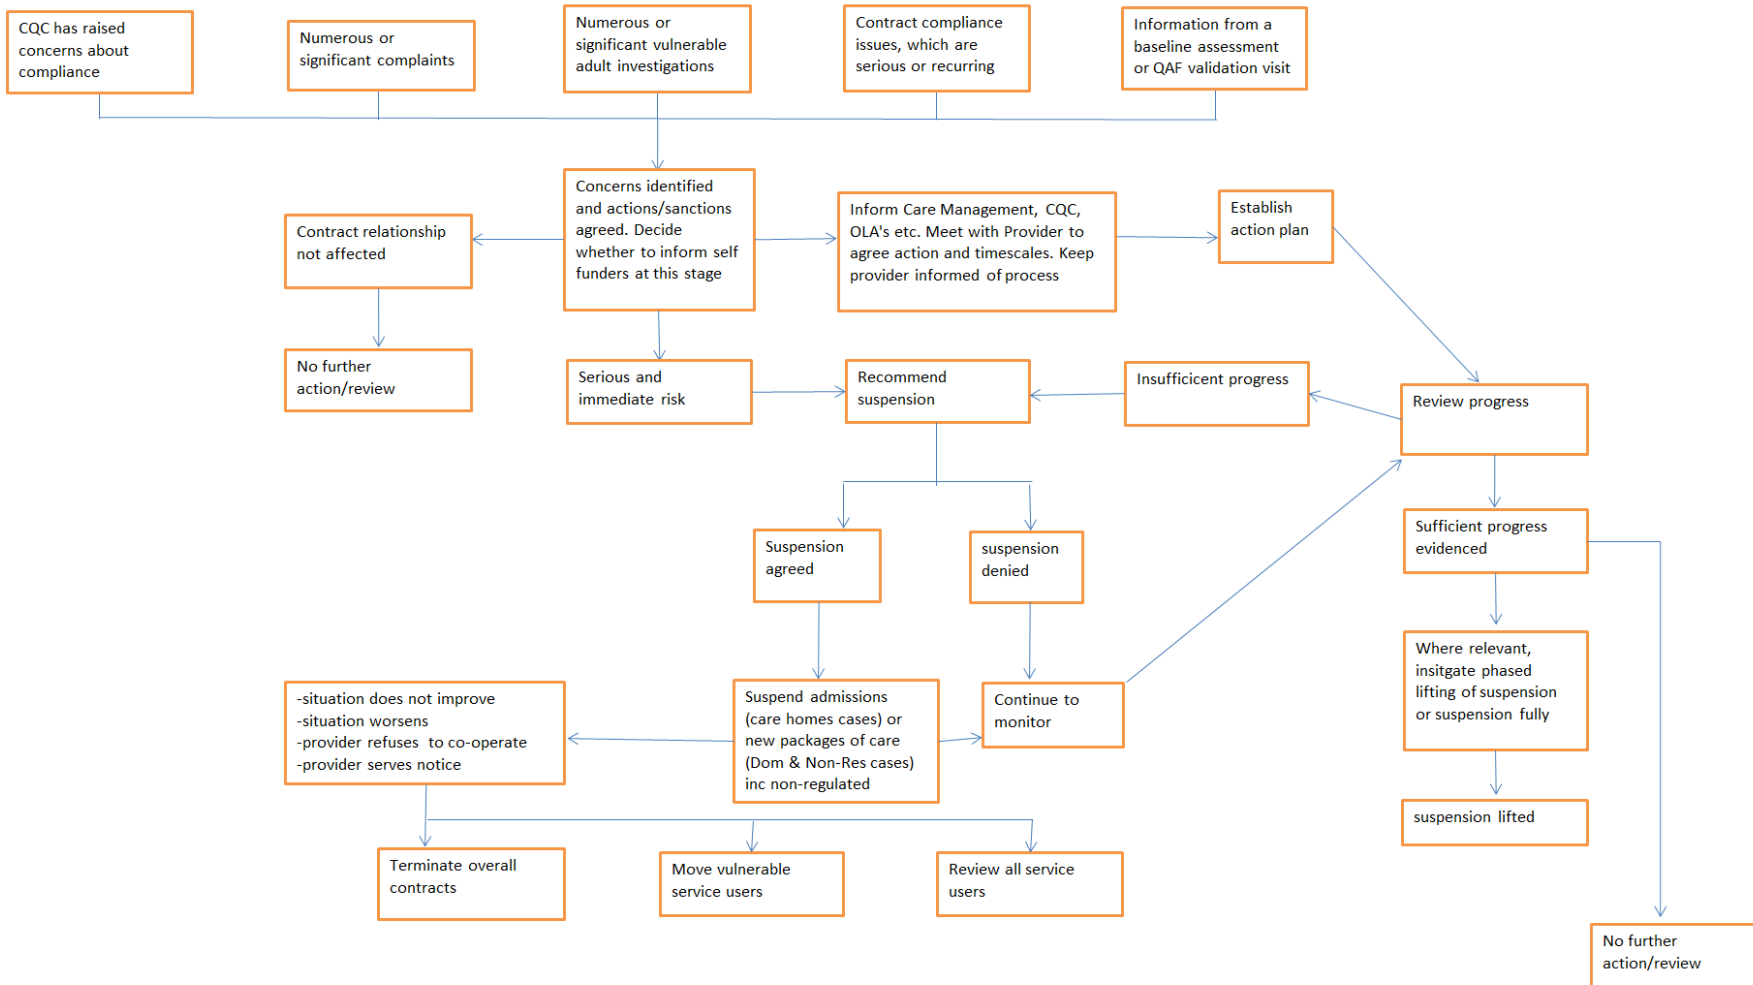 CQC has raised
concerns about
compliance
Numerous or
significant complaints
Numerous or
significant vulnerable
adult investigations
Contract compliance
issues, which are
serious or recurring
Information from a
baseline assessment
or QAF validation visit
Concerns identified
and actions/sanctions
agreed. Decide
whether to inform self
funders at this stage
Contract relationship
not affected
Inform Care Management, CQC,
OLA's etc. Meet with Provider to
agree action and timescales. Keep
provider informed of process
Establish
action plan
No further
action/review
Serious and
immediate risk
Recommend
suspension
Insufficicent progress
Review progress
Suspension
agreed
suspension
denied
Sufficient progress
evidenced
Where relevant,
insitgate phased
lifting of suspension
or suspension fully
-situation does not improve
-situation worsens
-provider refuses to co-operate
-provider serves notice
Suspend admissions
(care homes cases) or
new packages of care
(Dom & Non-Res cases)
inc non-regulated
Continue to
monitor
suspension lifted
Terminate overall
contracts
Move vulnerable
service users
Review all service
users
No further
action/review